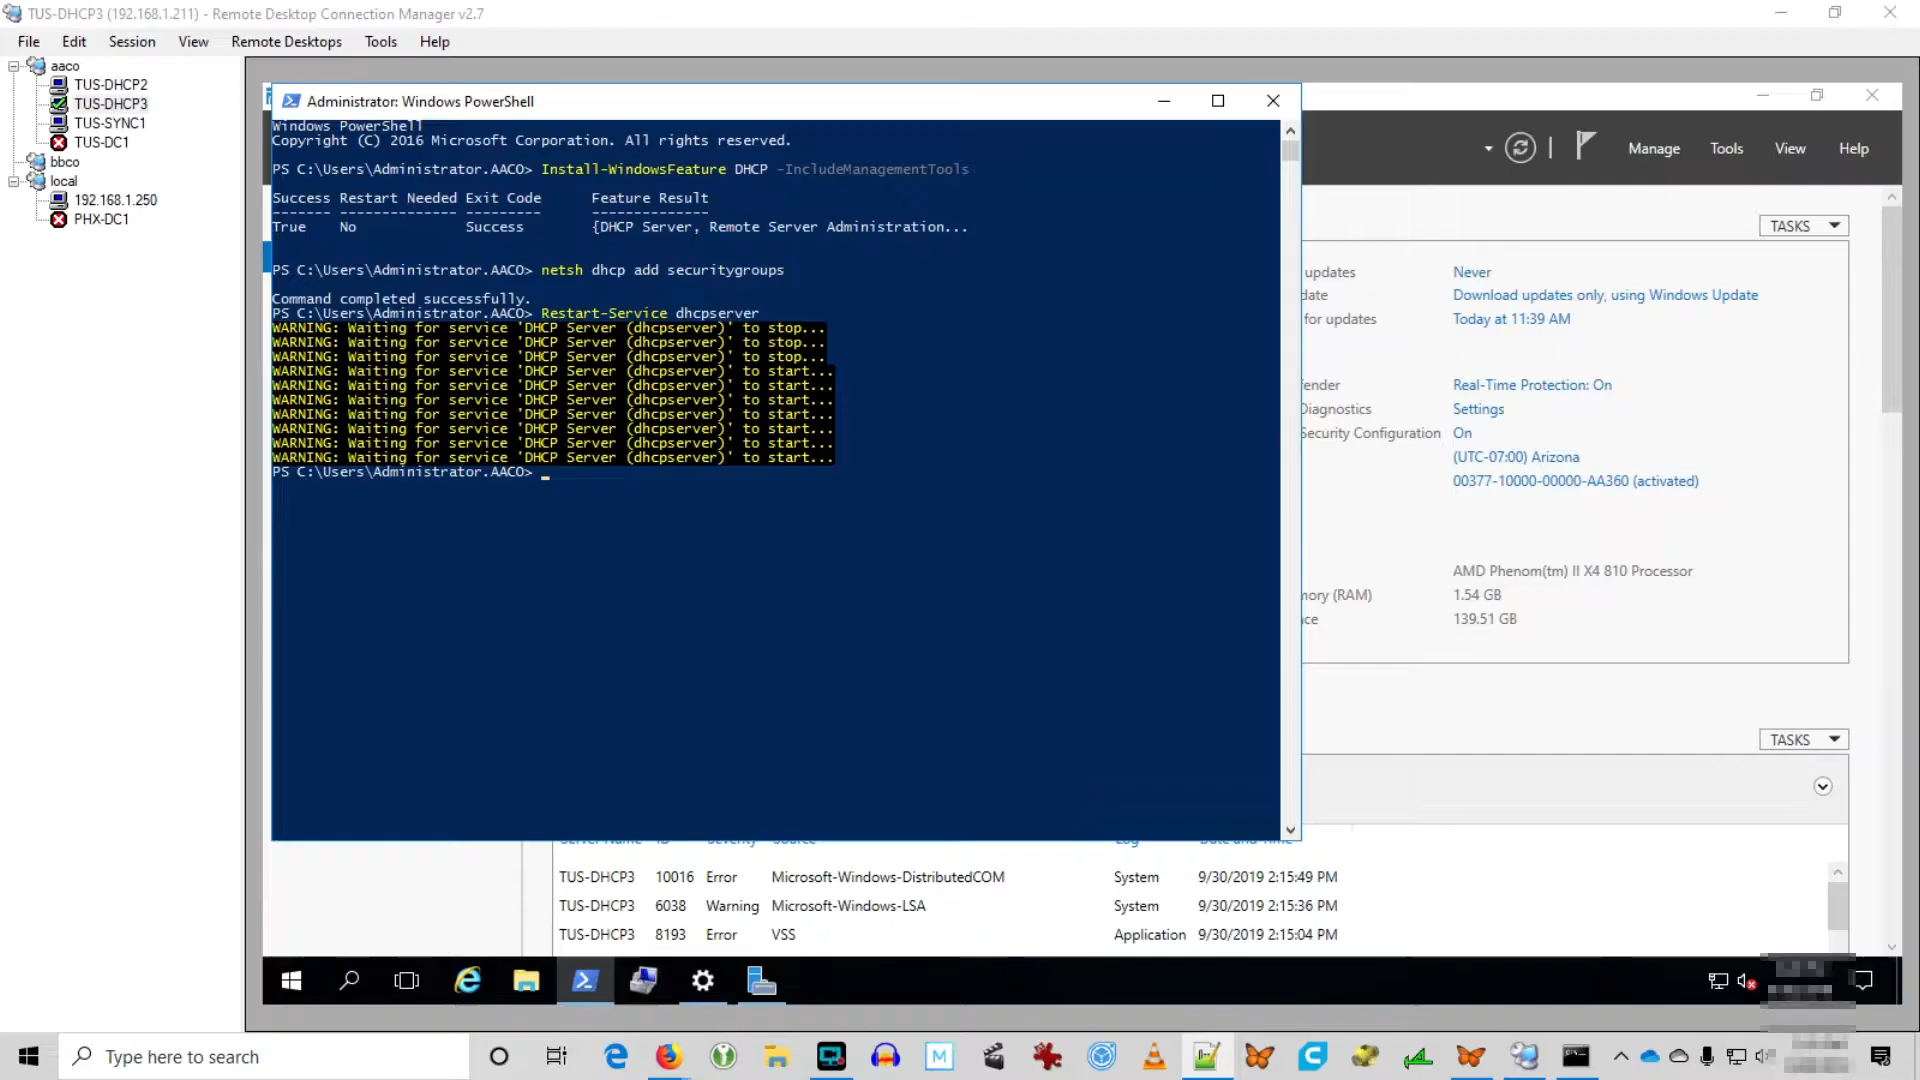 TUS-DHCP3 (192.168.1.211) - Remote Desktop Connection Manager v2.7
File Edit Session View Remote Desktops Tools Help
aaco
TUS-DHCP2
TUS-DHCP3
TUS-SYNC1
TUS-DC1
bbco
local
192.168.1.250
PHX-DC1
Administrator: Windows PowerShell
Windows PowerShell
Copyright (C) 2016 Microsoft Corporation. All rights reserved.
PS C:\Users\Administrator.AACO> Install-WindowsFeature DHCP -IncludeManagementTools
Success Restart Needed Exit Code Feature Result
------- -------------- --------- --------------
True No Success {DHCP Server, Remote Server Administration...
PS C:\Users\Administrator.AACO> netsh dhcp add securitygroups
Command completed successfully.
PS C:\Users\Administrator.AACO> Restart-Service dhcpserver
WARNING: Waiting for service 'DHCP Server (dhcpserver)' to stop...
WARNING: Waiting for service 'DHCP Server (dhcpserver)' to stop...
WARNING: Waiting for service 'DHCP Server (dhcpserver)' to stop...
WARNING: Waiting for service 'DHCP Server (dhcpserver)' to start...
WARNING: Waiting for service 'DHCP Server (dhcpserver)' to start...
WARNING: Waiting for service 'DHCP Server (dhcpserver)' to start...
WARNING: Waiting for service 'DHCP Server (dhcpserver)' to start...
WARNING: Waiting for service 'DHCP Server (dhcpserver)' to start...
WARNING: Waiting for service 'DHCP Server (dhcpserver)' to start...
WARNING: Waiting for service 'DHCP Server (dhcpserver)' to start...
PS C:\Users\Administrator.AACO>
Manage Tools View Help
TASKS
updates Never
date Download updates only, using Windows Update
for updates Today at 11:39 AM
ender Real-Time Protection: On
Diagnostics Settings
Security Configuration On
(UTC-07:00) Arizona
00377-10000-00000-AA360 (activated)
AMD Phenom(tm) II X4 810 Processor
mory (RAM) 1.54 GB
ce 139.51 GB
TASKS
Server Name ID Severity Source Log Date and Time
TUS-DHCP3 10016 Error Microsoft-Windows-DistributedCOM System 9/30/2019 2:15:49 PM
TUS-DHCP3 6038 Warning Microsoft-Windows-LSA System 9/30/2019 2:15:36 PM
TUS-DHCP3 8193 Error VSS Application 9/30/2019 2:15:04 PM
Type here to search